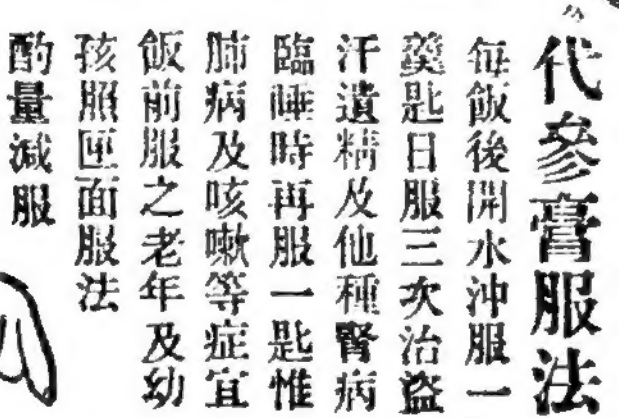 代參膏服法
每飯後開水沖服一
羹匙日服三次治盜
汗遺精及他種腎病
臨睡時再服一匙惟
肺病及咳嗽等症宜
飯前服之老年及幼
孩照匣面服法
酌量減服